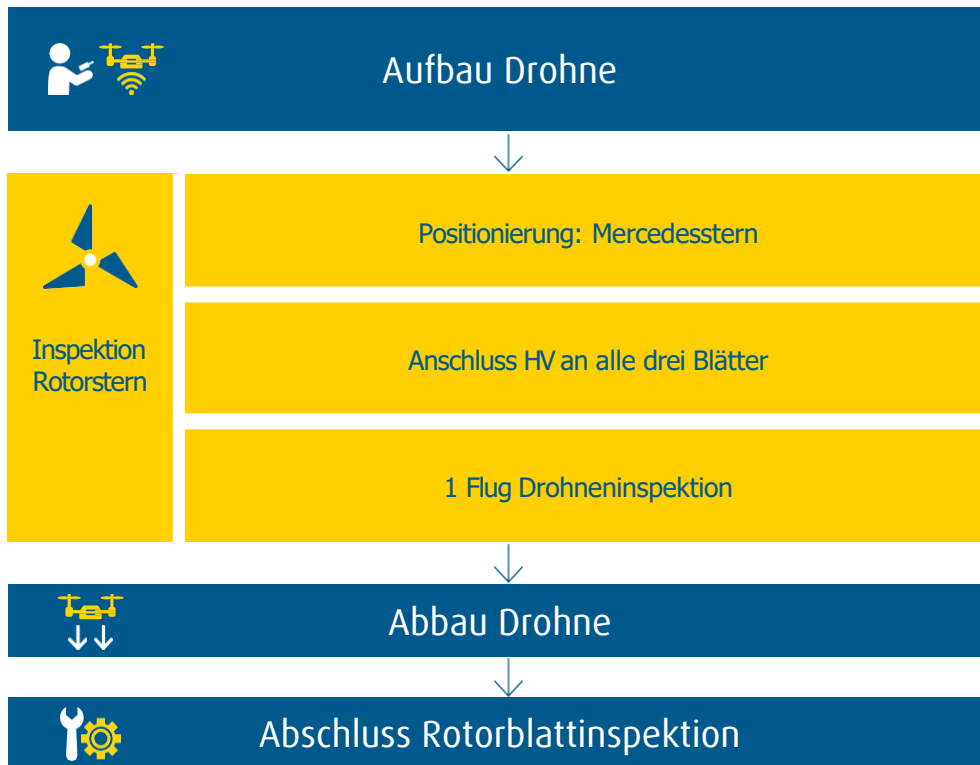 Aufbau Drohne
Inspektion
Rotorstern
Positionierung: Mercedesstern
Anschluss HV an alle drei Blätter
1 Flug Drohneninspektion
Abbau Drohne
Abschluss Rotorblattinspektion